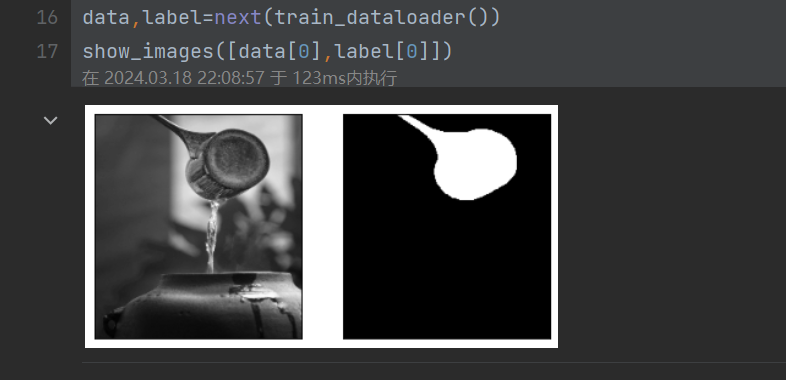 16 data,label=next(train_dataloader())
17 show_images([data[0],label[0]])
在 2024.03.18 22:08:57 于 123ms内执行